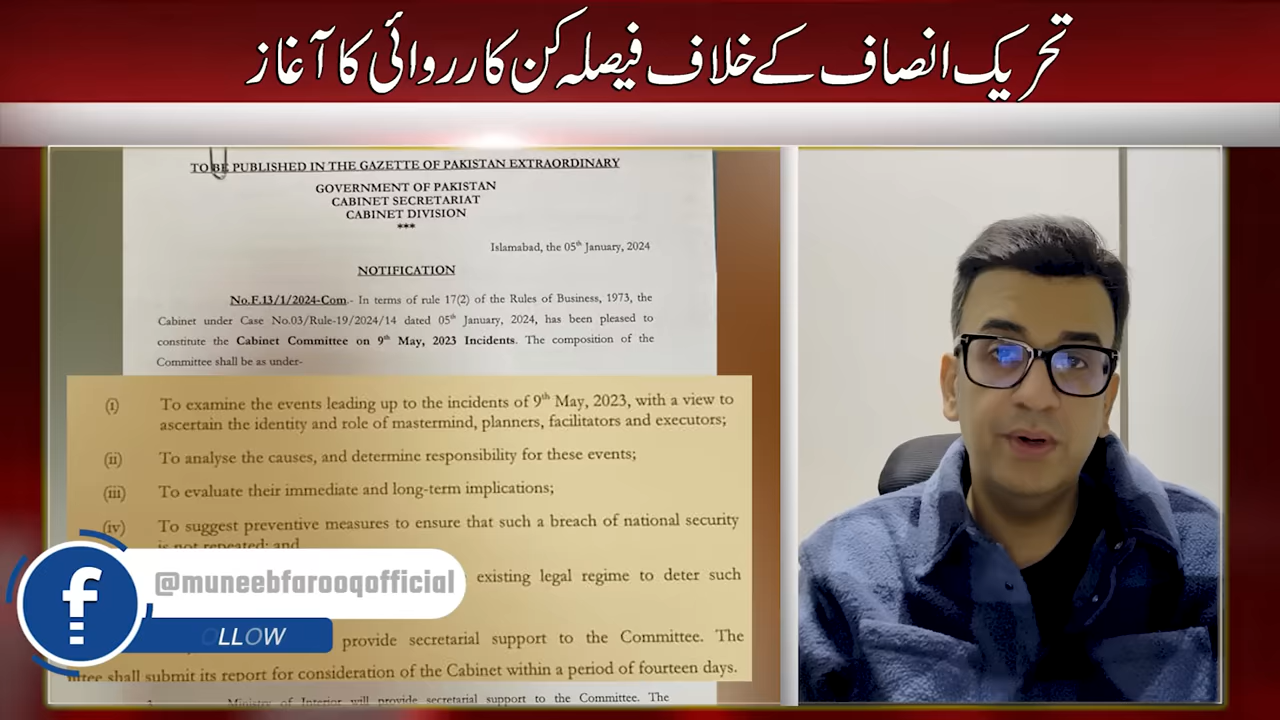 تحریک انصاف کے خلاف فیصلہ کن کارروائی کا آغاز
TO BE PUBLISHED IN THE GAZETTE OF PAKISTAN EXTRAORDINARY
GOVERNMENT OF PAKISTAN
CABINET SECRETARIAT
CABINET DIVISION
***
Islamabad, the 05th January, 2024
NOTIFICATION
No.F.13/1/2024-Com.- In terms of rule 17(2) of the Rules of Business, 1973, the
Cabinet under Case No.03/Rule-19/2024/14 dated 05th January, 2024, has been pleased to
constitute the Cabinet Committee on 9th May, 2023 Incidents. The composition of the
Committee shall be as under-
(i) To examine the events leading up to the incidents of 9th May, 2023, with a view to
ascertain the identity and role of mastermind, planners, facilitators and executors;
(ii) To analyse the causes, and determine responsibility for these events;
(iii) To evaluate their immediate and long-term implications;
(iv) To suggest preventive measures to ensure that such a breach of national security
is not repeated; and
existing legal regime to deter such
@muneebfarooqofficial
OLLOW
provide secretarial support to the Committee. The
shall submit its report for consideration of the Cabinet within a period of fourteen days.
Ministry of Interior will provide secretarial support to the Committee. The